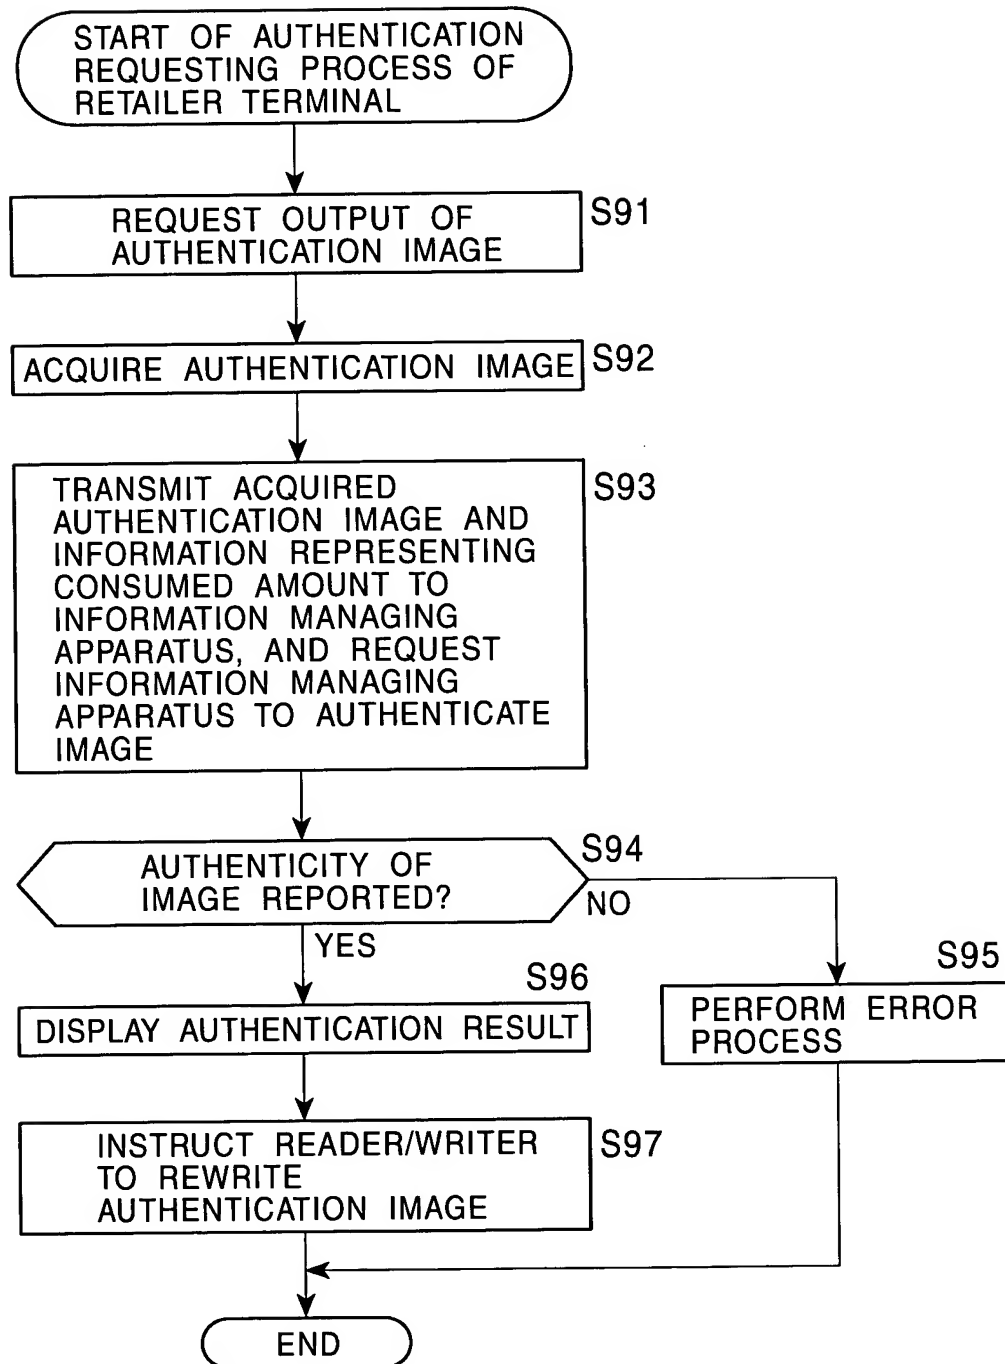 START OF AUTHENTICATION
REQUESTING PROCESS OF
RETAILER TERMINAL
REQUEST OUTPUT OF
AUTHENTICATION IMAGE
S91
ACQUIRE AUTHENTICATION IMAGE
S92
TRANSMIT ACQUIRED
AUTHENTICATION IMAGE AND
INFORMATION REPRESENTING
CONSUMED AMOUNT TO
INFORMATION MANAGING
APPARATUS, AND REQUEST
INFORMATION MANAGING
APPARATUS TO AUTHENTICATE
IMAGE
S93
AUTHENTICITY OF
IMAGE REPORTED?
S94
NO
YES
S95
PERFORM ERROR
PROCESS
S96
DISPLAY AUTHENTICATION RESULT
INSTRUCT READER/WRITER
TO REWRITE
AUTHENTICATION IMAGE
S97
END